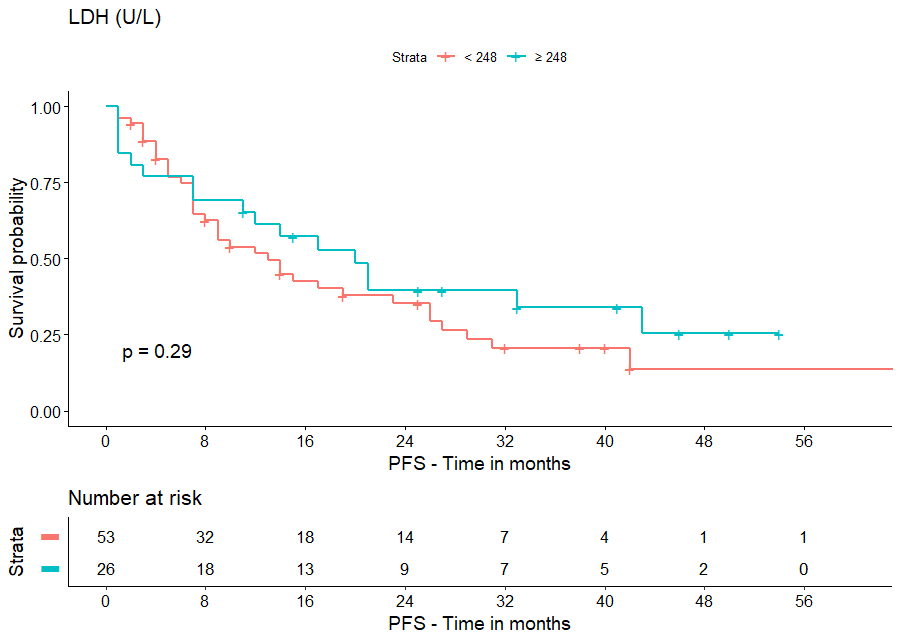 LDH (U/L)
Strata < 248 ≥ 248
Survival probability
1.00
0.75
0.50
0.25
0.00
p = 0.29
0 8 16 24 32 40 48 56
PFS - Time in months
Number at risk
Strata
53 32 18 14 7 4 1 1
26 18 13 9 7 5 2 0
0 8 16 24 32 40 48 56
PFS - Time in months